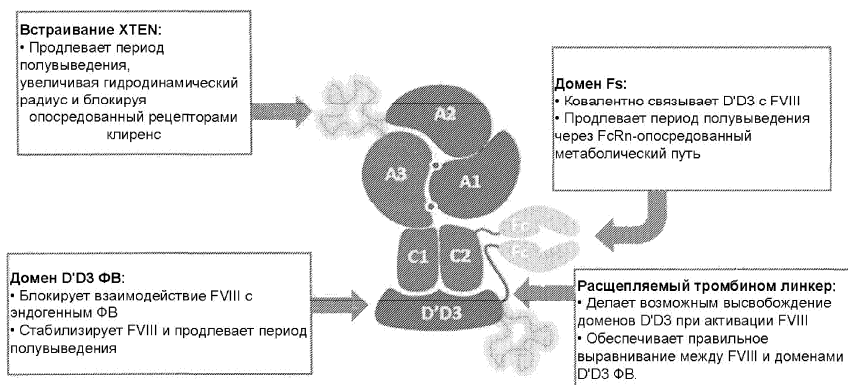 Встраивание XTEN:
• Продлевает период
полувыведения,
увеличивая гидродинамический
радиус и блокируя
опосредованный рецепторами
клиренс
Домен Fs:
• Ковалентно связывает D'D3 с FVIII
• Продлевает период полувыведения
через FcRn-опосредованный
метаболический путь
A2
A3
A1
Fc
Fc
C1
C2
D'D3
Домен D'D3 ФВ:
• Блокирует взаимодействие FVIII с
эндогенным ФВ
• Стабилизирует FVIII и продлевает период
полувыведения
Расщепляемый тромбином линкер:
• Делает возможным высвобождение
доменов D'D3 при активации FVIII
• Обеспечивает правильное
выравнивание между FVIII и доменами
D'D3 ФВ.